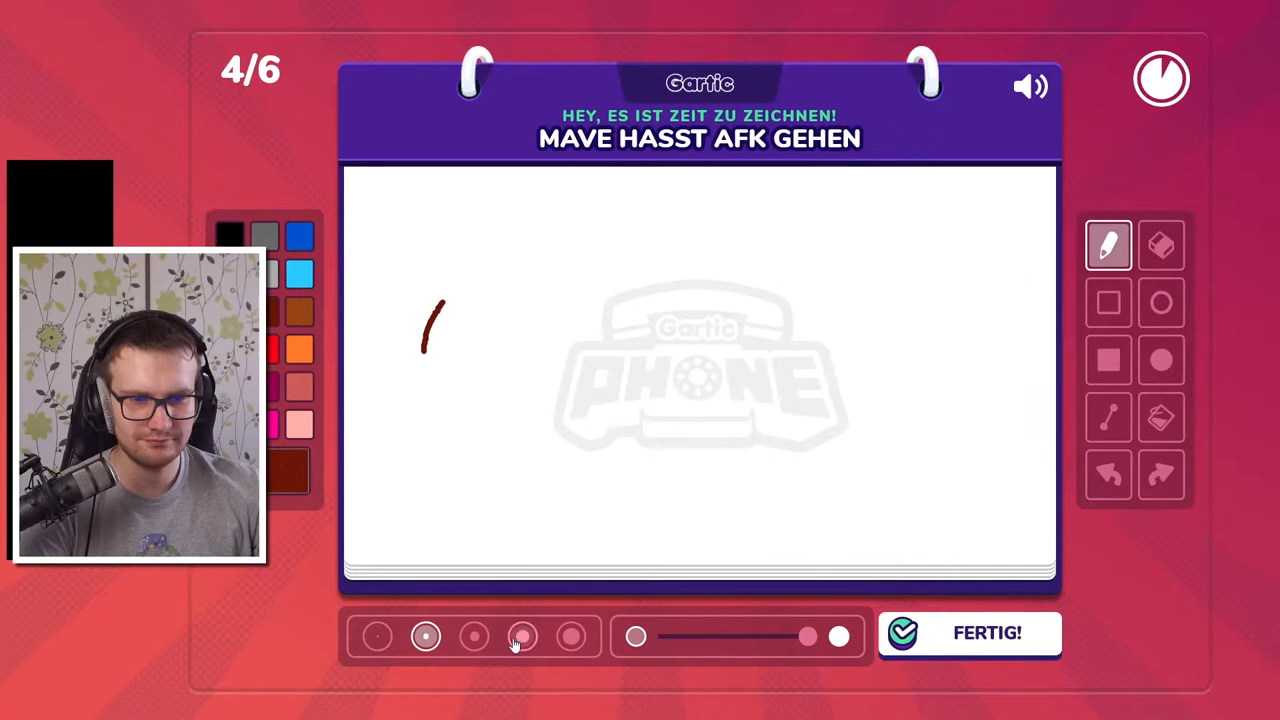 4/6
Gartic
HEY, ES IST ZEIT ZU ZEICHNEN!
MAVE HASST AFK GEHEN
Gartic
PHONE
FERTIG!